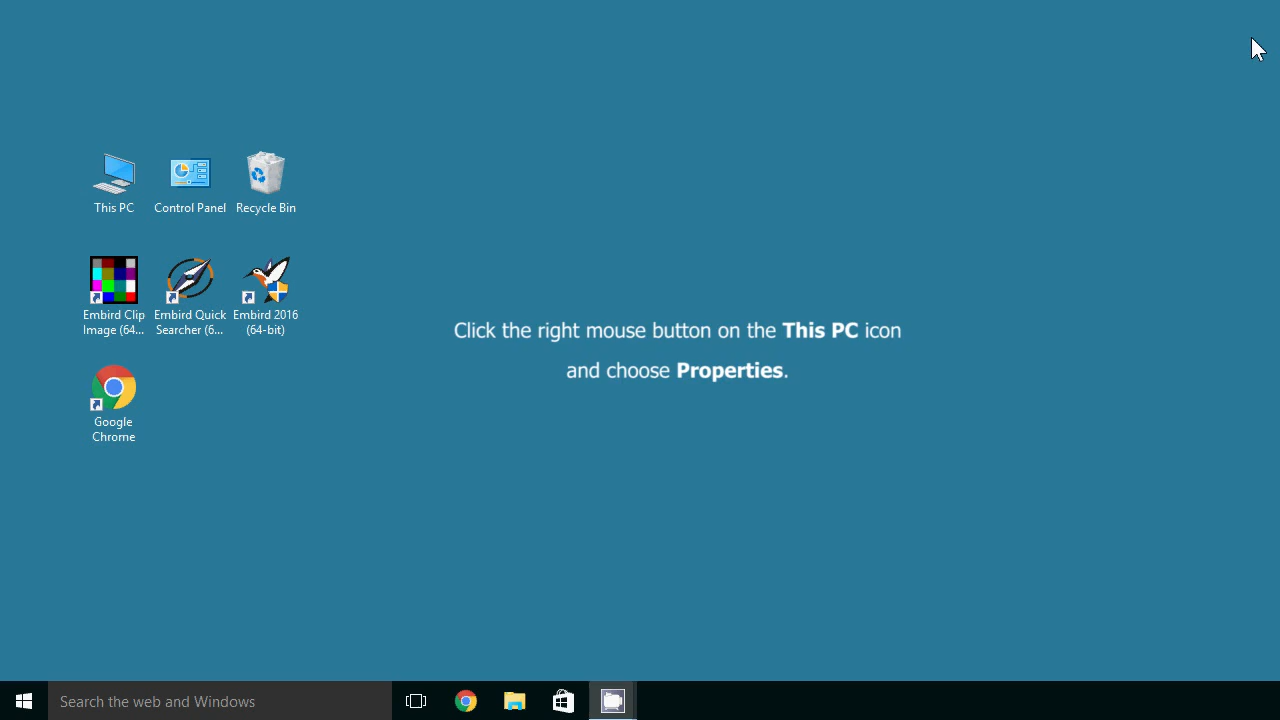 This PC
Control Panel
Recycle Bin
Embird Clip
Image (64...
Embird Quick
Searcher (6...
Embird 2016
(64-bit)
Google
Chrome
Click the right mouse button on the This PC icon
and choose Properties.
Search the web and Windows